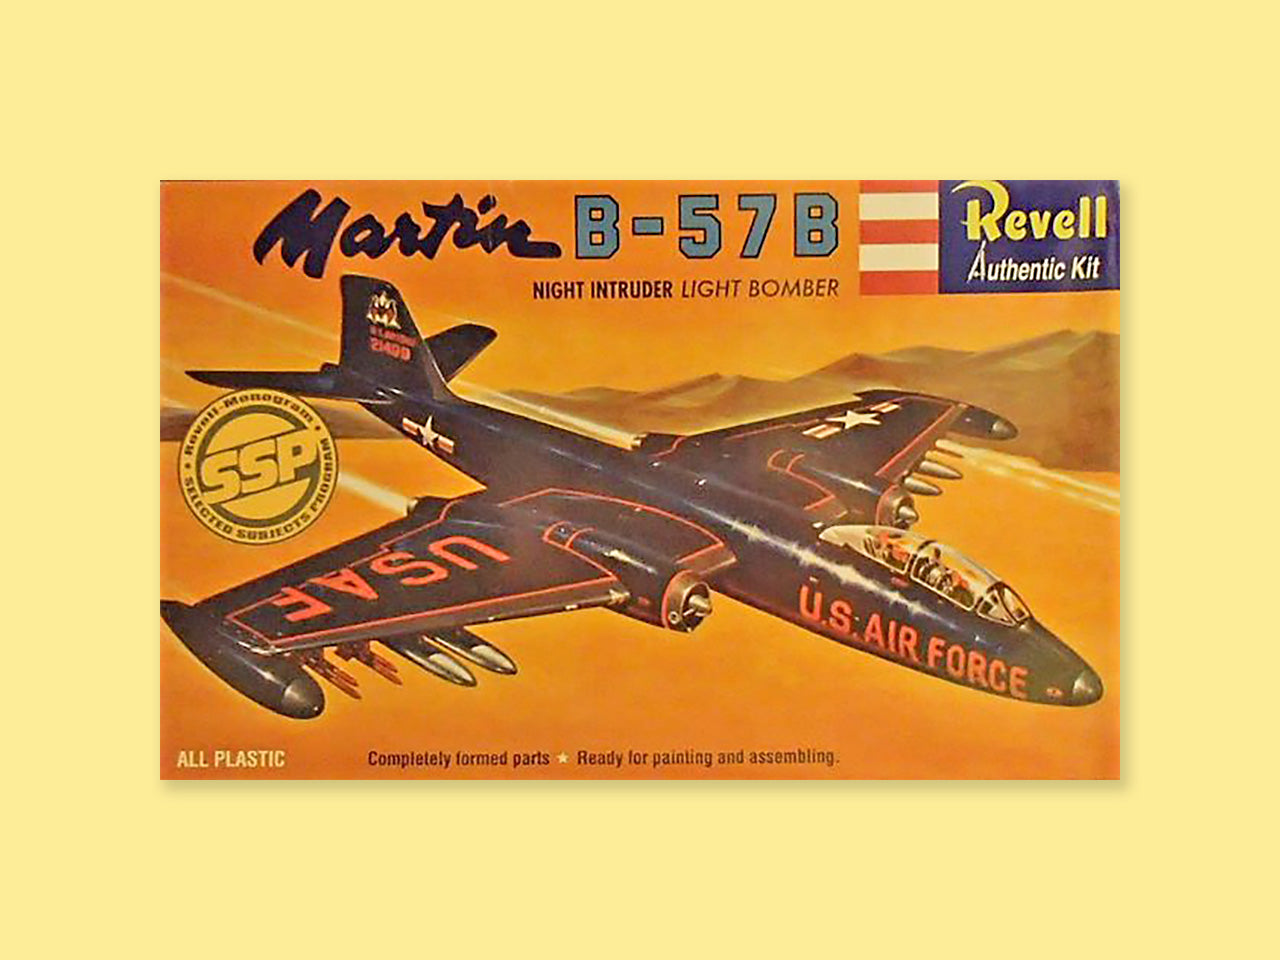 Martin B-57B
NIGHT INTRUDER LIGHT BOMBER
Revell
Authentic Kit
21400
Revell-Monogram
SSP
SELECTED SUBJECTS PROGRAM
USAF
U.S. AIR FORCE
ALL PLASTIC
Completely formed parts ★ Ready for painting and assembling.